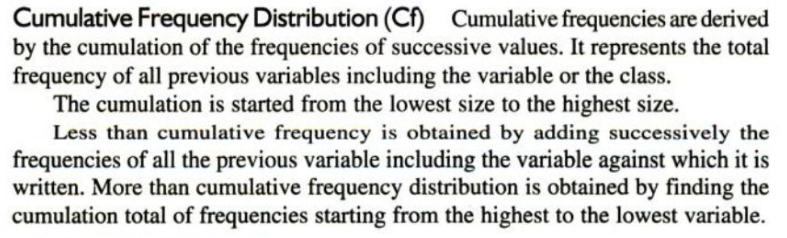 Cumulative Frequency Distribution (Cf) Cumulative frequencies are derived
by the cumulation of the frequencies of successive values. It represents the total
frequency of all previous variables including the variable or the class.
The cumulation is started from the lowest size to the highest size.
Less than cumulative frequency is obtained by adding successively the
frequencies of all the previous variable including the variable against which it is
written. More than cumulative frequency distribution is obtained by finding the
cumulation total of frequencies starting from the highest to the lowest variable.